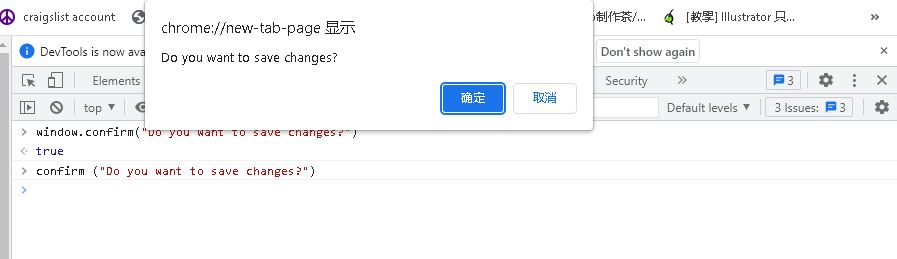 craigslist account
制作茶/...
[教學] Illustrator 只...
»
chrome://new-tab-page 显示
Do you want to save changes?
确定
取消
DevTools is now ava
Don't show again
Elements
Security
»
3
top
Default levels
3 Issues:
3
> window.confirm("Do you want to save changes?")
true
> confirm ("Do you want to save changes?")
>